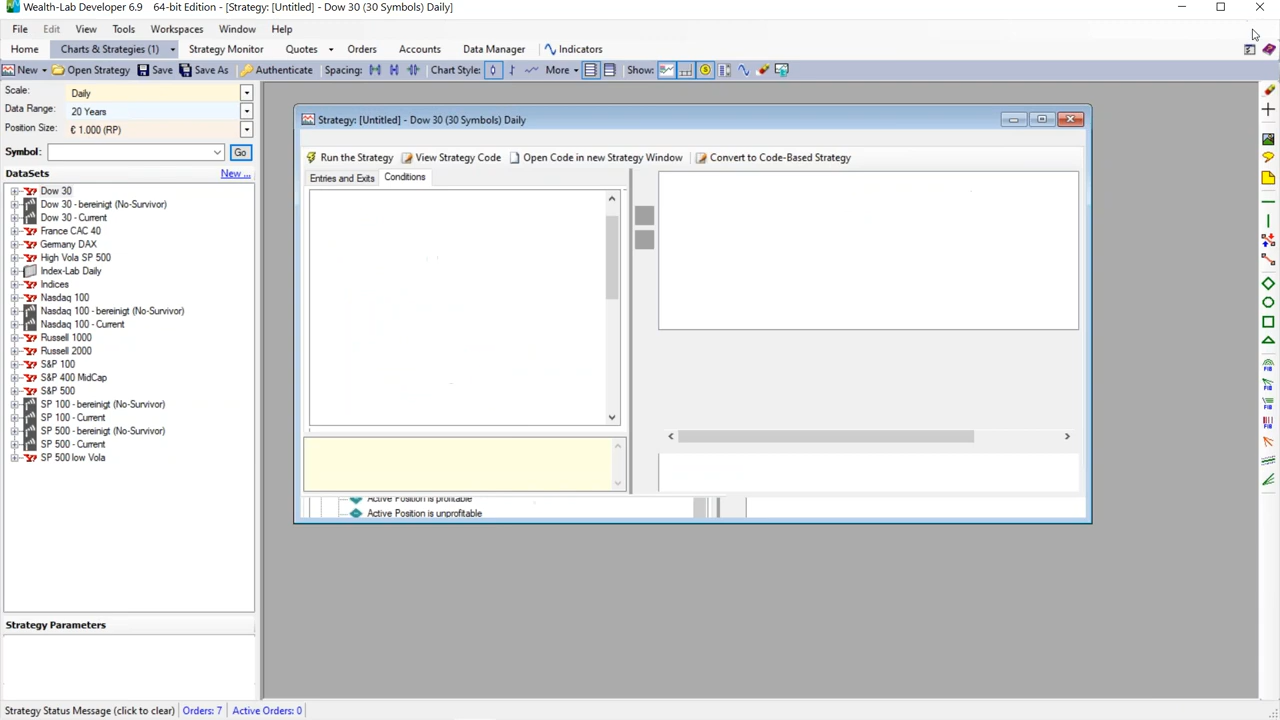 Wealth-Lab Developer 6.9 64-bit Edition - [Strategy: [Untitled] - Dow 30 (30 Symbols) Daily]
File Edit View Tools Workspaces Window Help
Home Charts & Strategies (1) Strategy Monitor Quotes Orders Accounts Data Manager Indicators
New Open Strategy Save Save As Authenticate Spacing: Chart Style: More Show:
Scale: Daily
Data Range: 20 Years
Position Size: € 1.000 (RP)
Symbol: Go
DataSets New ...
Dow 30
Dow 30 - bereinigt (No-Survivor)
Dow 30 - Current
France CAC 40
Germany DAX
High Vola SP 500
Index-Lab Daily
Indices
Nasdaq 100
Nasdaq 100 - bereinigt (No-Survivor)
Nasdaq 100 - Current
Russell 1000
Russell 2000
S&P 100
S&P 400 MidCap
S&P 500
SP 100 - bereinigt (No-Survivor)
SP 100 - Current
SP 500 - bereinigt (No-Survivor)
SP 500 - Current
SP 500 low Vola
Strategy Parameters
Strategy: [Untitled] - Dow 30 (30 Symbols) Daily
Run the Strategy View Strategy Code Open Code in new Strategy Window Convert to Code-Based Strategy
Entries and Exits Conditions
Active Position is profitable
Active Position is unprofitable
FIB
FIB
FIB
FIB
Strategy Status Message (click to clear) Orders: 7 Active Orders: 0